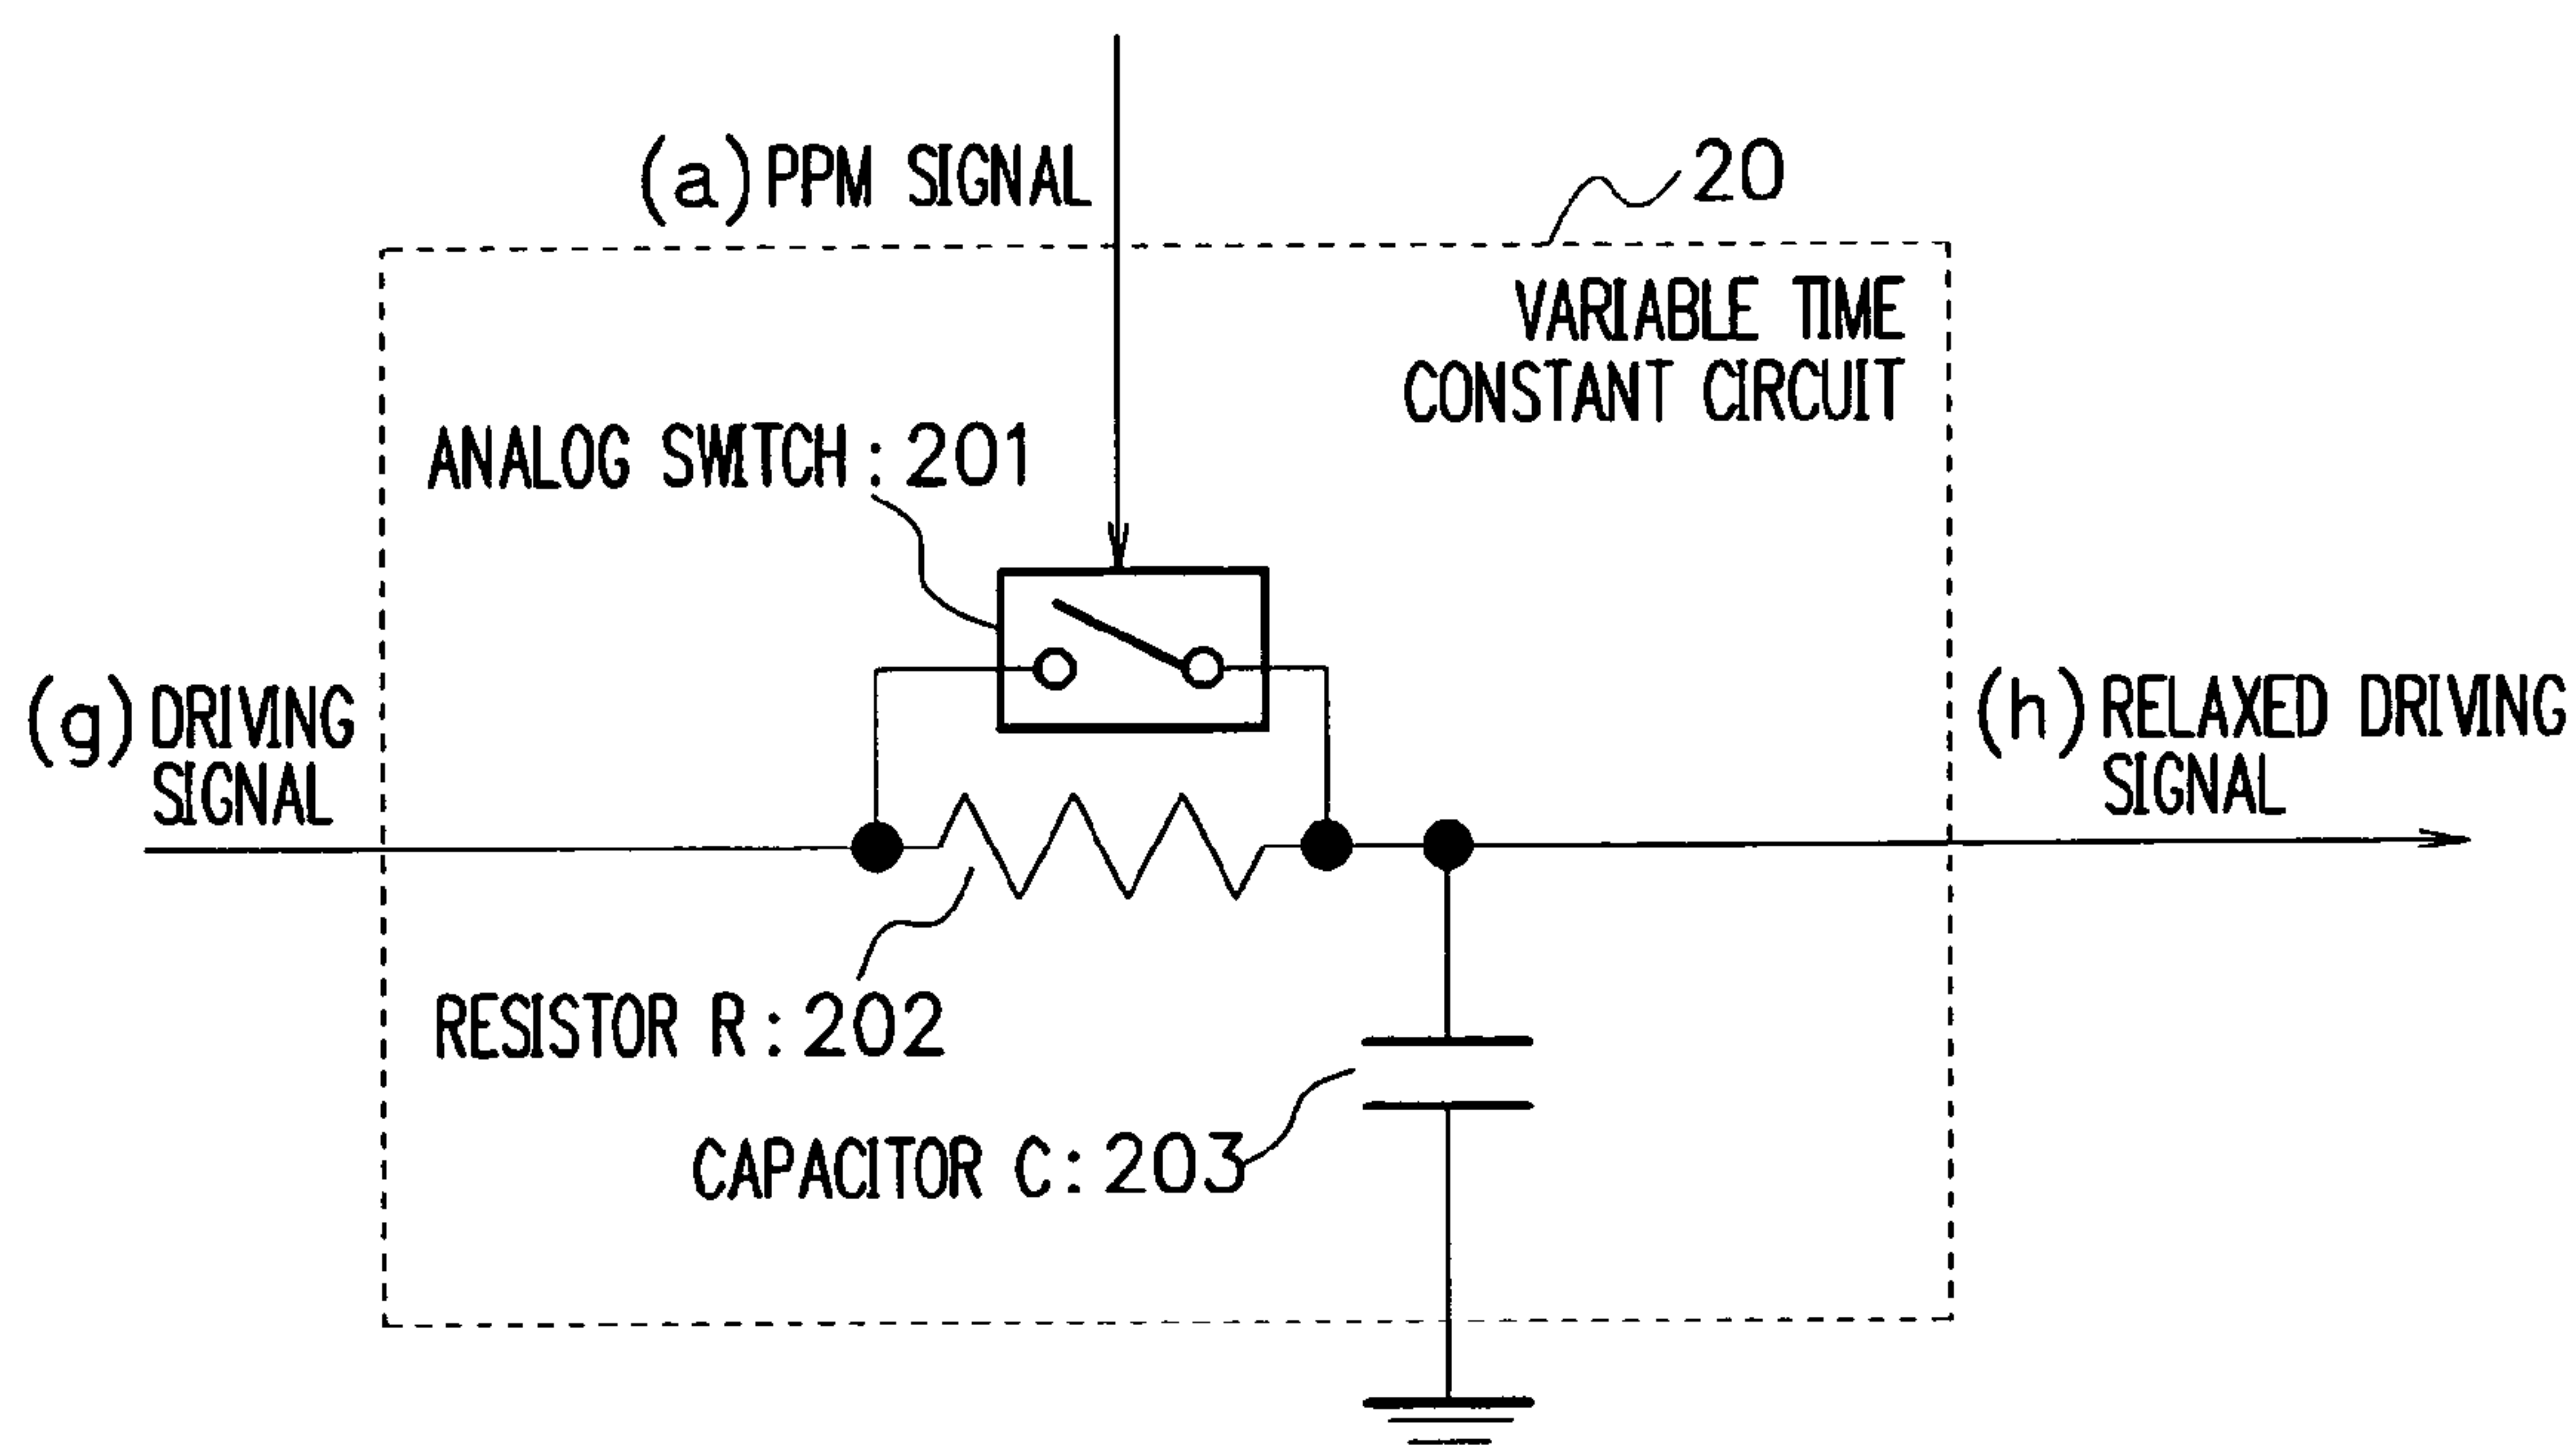 (a) PPM SIGNAL
20
VARIABLE TIME
CONSTANT CIRCUIT
ANALOG SWITCH : 201
(g) DRIVING
SIGNAL
(h) RELAXED DRIVING
SIGNAL
RESISTOR R : 202
CAPACITOR C : 203